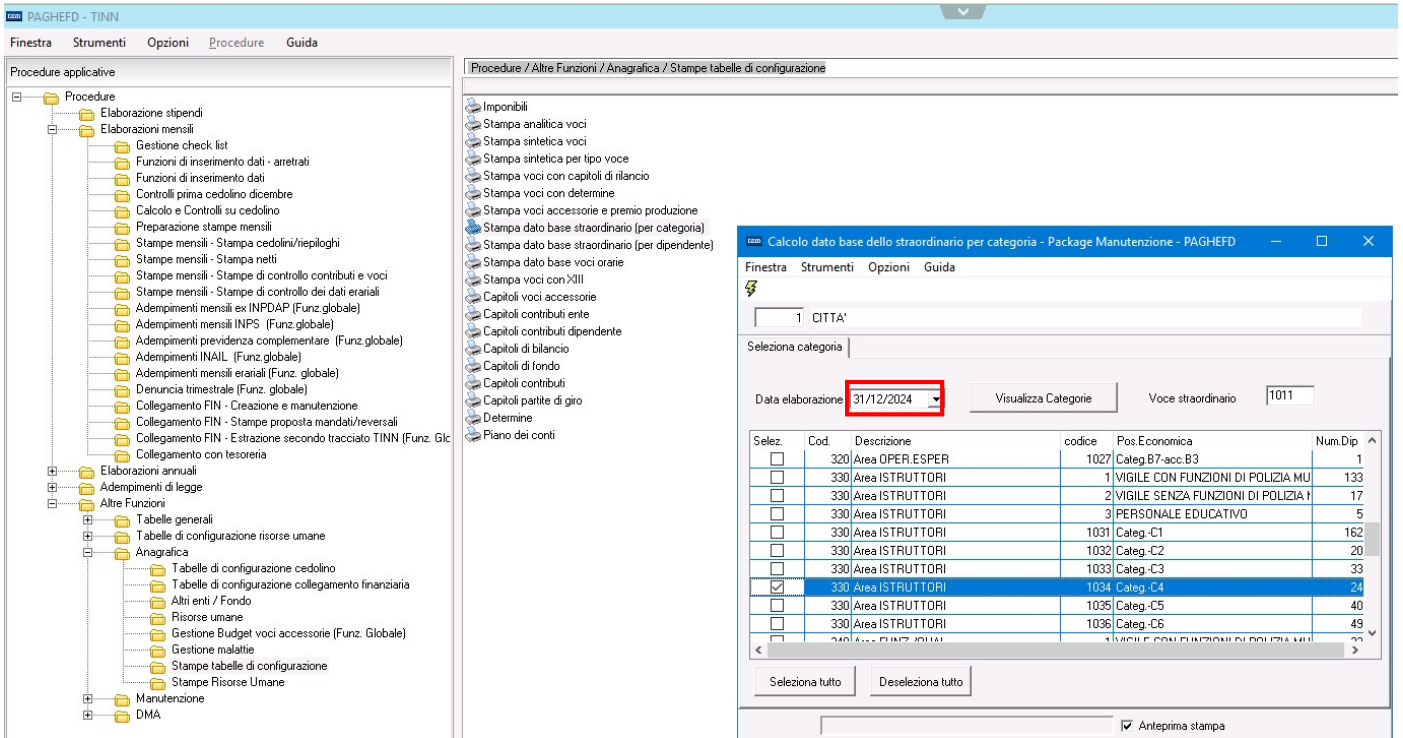 PAGHEFD - TINN
Finestra Strumenti Opzioni Procedure Guida
Procedure applicative
Procedure
Elaborazione stipendi
Elaborazioni mensili
Gestione check list
Funzioni di inserimento dati - arretrati
Funzioni di inserimento dati
Controlli prima cedolino dicembre
Calcolo e Controlli su cedolino
Preparazione stampe mensili
Stampe mensili - Stampa cedolini/riepiloghi
Stampe mensili - Stampa netti
Stampe mensili - Stampe di controllo contributi e voci
Stampe mensili - Stampe di controllo dei dati erariali
Adempimenti mensili ex INPDAP (Funz.globale)
Adempimenti mensili INPS (Funz.globale)
Adempimenti previdenza complementare (Funz.globale)
Adempimenti INAIL (Funz.globale)
Adempimenti mensili erariali (Funz. globale)
Denuncia trimestrale (Funz. globale)
Collegamento FIN - Creazione e manutenzione
Collegamento FIN - Stampe proposta mandati/reversali
Collegamento FIN - Estrazione secondo tracciato TINN (Funz. Glc
Collegamento con tesoreria
Elaborazioni annuali
Adempimenti di legge
Altre Funzioni
Tabelle generali
Tabelle di configurazione risorse umane
Anagrafica
Tabelle di configurazione cedolino
Tabelle di configurazione collegamento finanziaria
Altri enti / Fondo
Risorse umane
Gestione Budget voci accessorie (Funz. Globale)
Gestione malattie
Stampe tabelle di configurazione
Stampe Risorse Umane
Manutenzione
DMA
Procedure / Altre Funzioni / Anagrafica / Stampe tabelle di configurazione
Imponibili
Stampa analitica voci
Stampa sintetica voci
Stampa sintetica per tipo voce
Stampa voci con capitoli di rilancio
Stampa voci con determine
Stampa voci accessorie e premio produzione
Stampa dato base straordinario (per categoria)
Stampa dato base straordinario (per dipendente)
Stampa dato base voci orarie
Stampa voci con XIII
Capitoli voci accessorie
Capitoli contributi ente
Capitoli contributi dipendente
Capitoli di bilancio
Capitoli di fondo
Capitoli contributi
Capitoli partite di giro
Determine
Piano dei conti
Calcolo dato base dello straordinario per categoria - Package Manutenzione - PAGHEFD
Finestra Strumenti Opzioni Guida
1 CITTA'
Seleziona categoria
Data elaborazione 31/12/2024 Visualizza Categorie Voce straordinario 1011
Selez. Cod. Descrizione codice Pos.Economica Num.Dip
320 Area OPER.ESPER 1027 Categ.B7-acc.B3 1
330 Area ISTRUTTORI 1 VIGILE CON FUNZIONI DI POLIZIA MU 133
330 Area ISTRUTTORI 2 VIGILE SENZA FUNZIONI DI POLIZIA 17
330 Area ISTRUTTORI 3 PERSONALE EDUCATIVO 5
330 Area ISTRUTTORI 1031 Categ.-C1 162
330 Area ISTRUTTORI 1032 Categ.-C2 20
330 Area ISTRUTTORI 1033 Categ.-C3 33
330 Area ISTRUTTORI 1034 Categ.-C4 24
330 Area ISTRUTTORI 1035 Categ.-C5 40
330 Area ISTRUTTORI 1036 Categ.-C6 49
Seleziona tutto Deseleziona tutto
Anteprima stampa